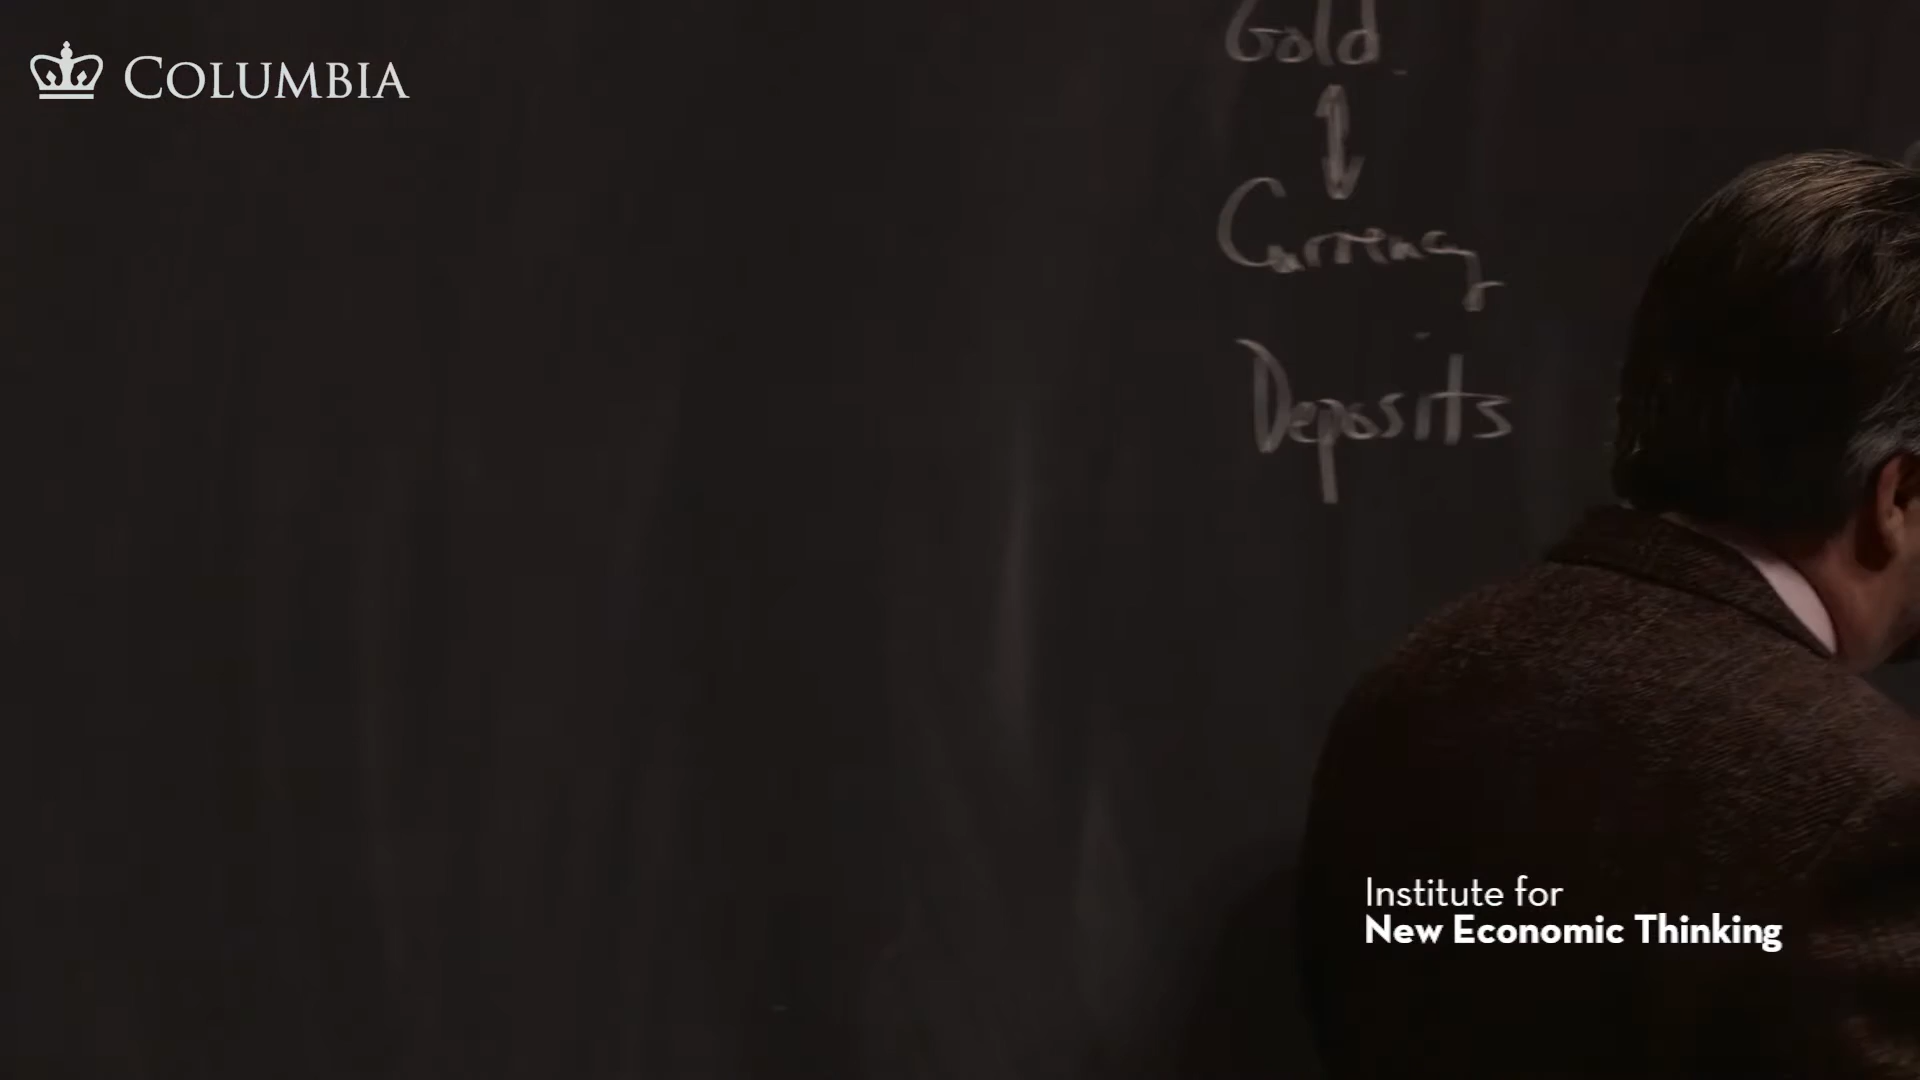 COLUMBIA
Gold
Currency
Deposits
Institute for
New Economic Thinking